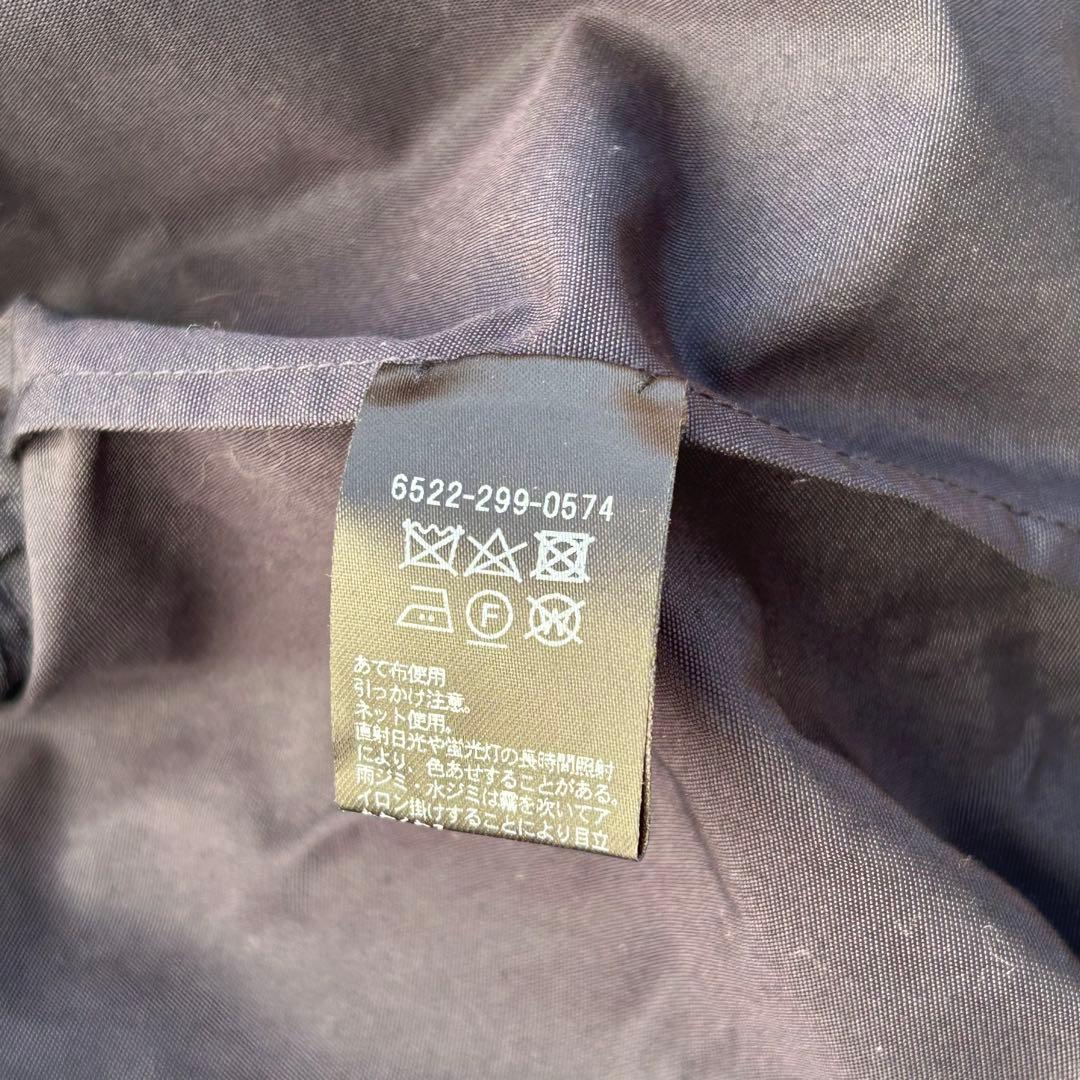 6522-299-0574
F
W
あて布使用
引っかけ注意。
ネット使用。
直射日光や蛍光灯の長時間照射
により、色あせすることがある。
雨ジミ・水ジミは霧を吹いてア
イロン掛けすることにより目立